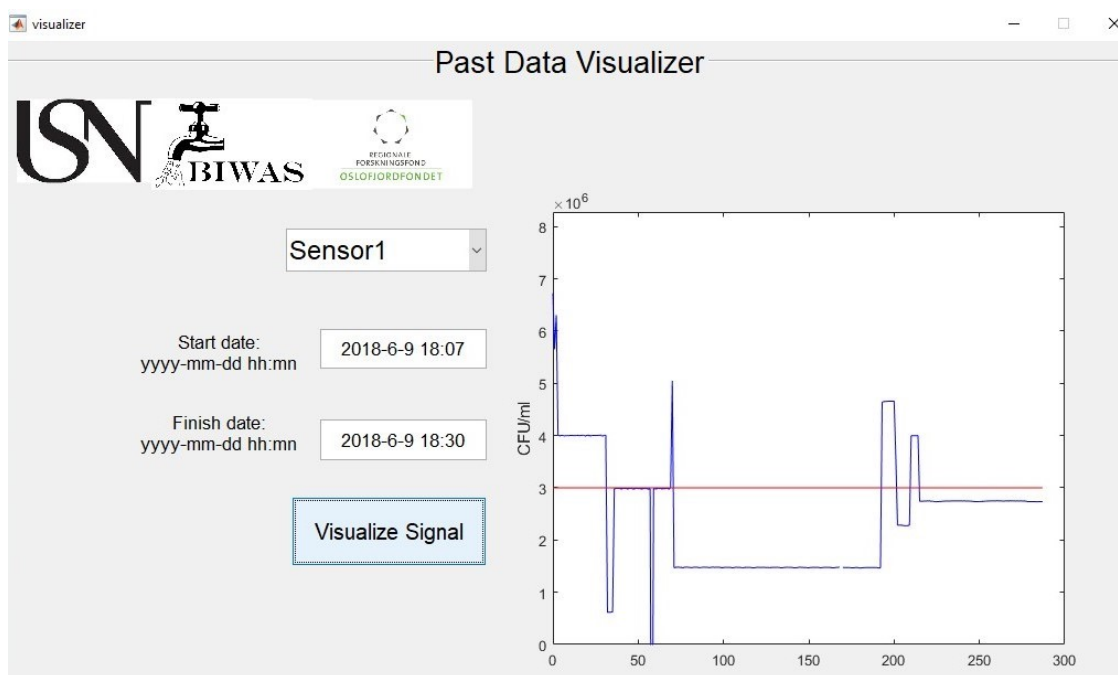 visualizer
Past Data Visualizer
USN
BIWAS
REGIONALE
FORSKNINGSFOND
OSLOFJORDFONDET
Sensor1
Start date:
yyyy-mm-dd hh:mn
2018-6-9 18:07
Finish date:
yyyy-mm-dd hh:mn
2018-6-9 18:30
Visualize Signal
×10⁶
8
7
6
5
4
3
2
1
0
CFU/ml
0 50 100 150 200 250 300